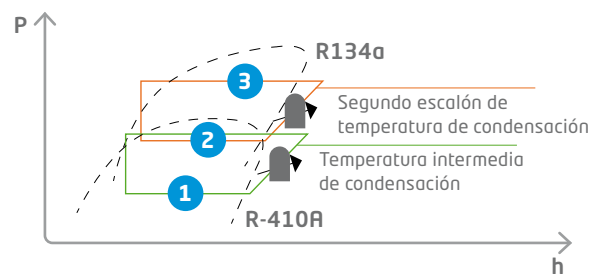 P
R134a
3
Segundo escalón de
temperatura de condensación
2
Temperatura intermedia
de condensación
1
R-410A
h